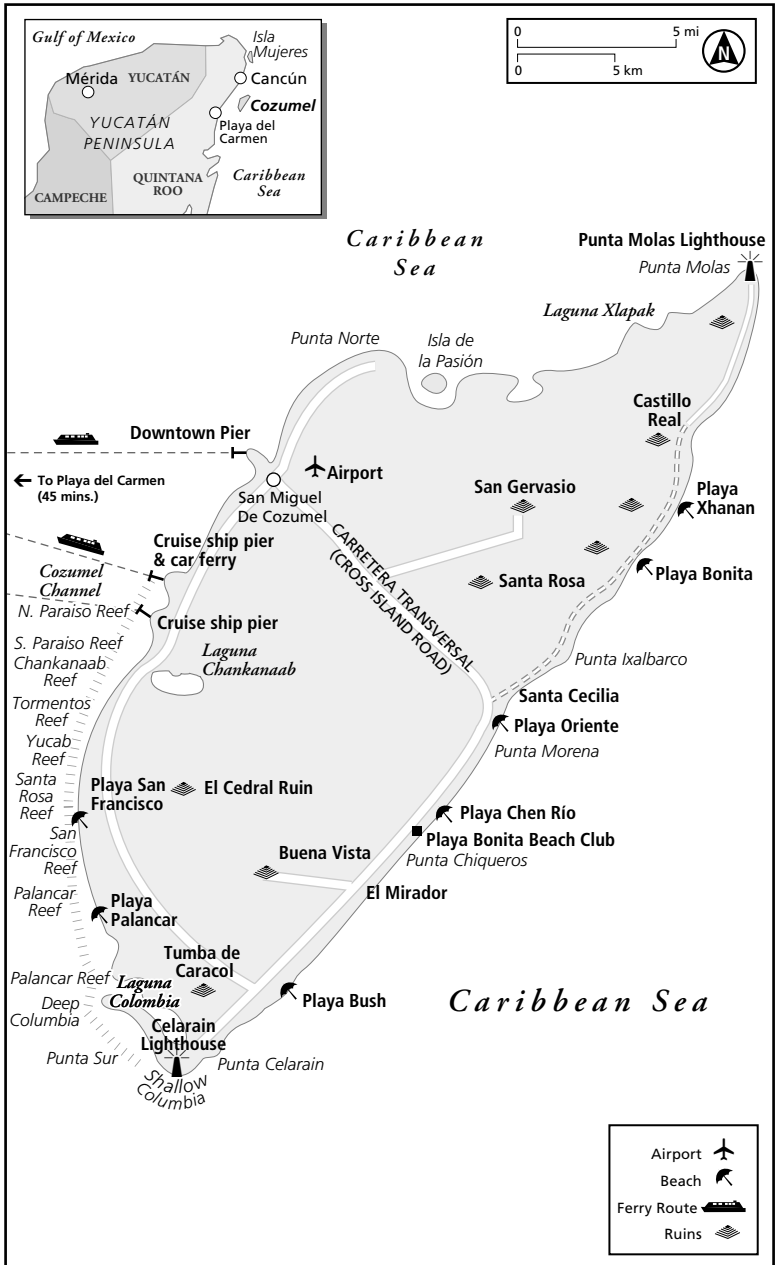 Gulf of Mexico
Isla
Mujeres
Mérida
YUCATÁN
Cancún
Cozumel
YUCATÁN
PENINSULA
Playa del
Carmen
QUINTANA
ROO
Caribbean
Sea
CAMPECHE
0 5 mi
0 5 km
N
Caribbean
Sea
Punta Molas Lighthouse
Punta Molas
Laguna Xlapak
Punta Norte
Isla de
la Pasión
Castillo
Real
Downtown Pier
Airport
To Playa del Carmen
(45 mins.)
San Miguel
De Cozumel
San Gervasio
Playa
Xhanan
Cruise ship pier
& car ferry
CARRETERA TRANSVERSAL
(CROSS ISLAND ROAD)
Cozumel
Channel
Santa Rosa
Playa Bonita
N. Paraiso Reef
Cruise ship pier
S. Paraiso Reef
Laguna
Chankanaab
Chankanaab
Reef
Punta Ixalbarco
Tormentos
Reef
Santa Cecilia
Playa Oriente
Yucab
Reef
Punta Morena
Santa
Rosa
Reef
Playa San
Francisco
El Cedral Ruin
Playa Chen Río
San
Francisco
Reef
Playa Bonita Beach Club
Buena Vista
Punta Chiqueros
Palancar
Reef
Playa
Palancar
El Mirador
Tumba de
Caracol
Palancar Reef
Laguna
Colombia
Playa Bush
Caribbean Sea
Deep
Columbia
Celarain
Lighthouse
Punta Sur
Punta Celarain
Shallow
Columbia
Airport
Beach
Ferry Route
Ruins